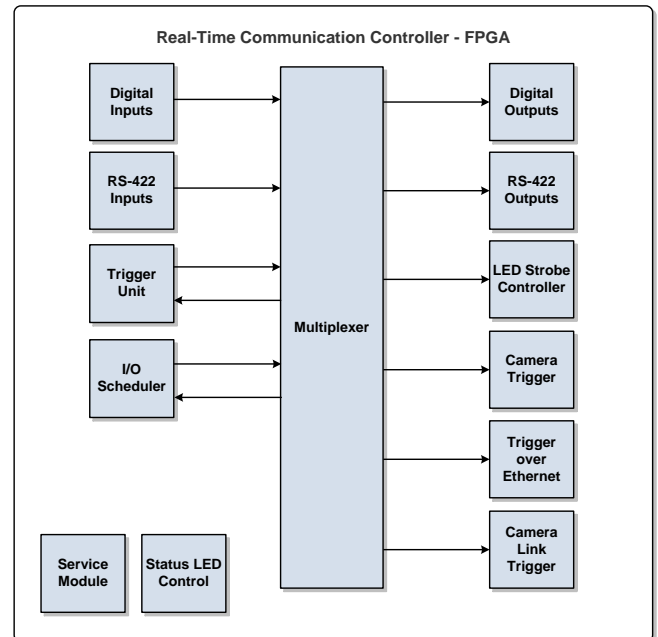 Real-Time Communication Controller - FPGA
Digital
Inputs
RS-422
Inputs
Trigger
Unit
I/O
Scheduler
Multiplexer
Digital
Outputs
RS-422
Outputs
LED Strobe
Controller
Camera
Trigger
Trigger
over
Ethernet
Camera
Link
Trigger
Service
Module
Status LED
Control